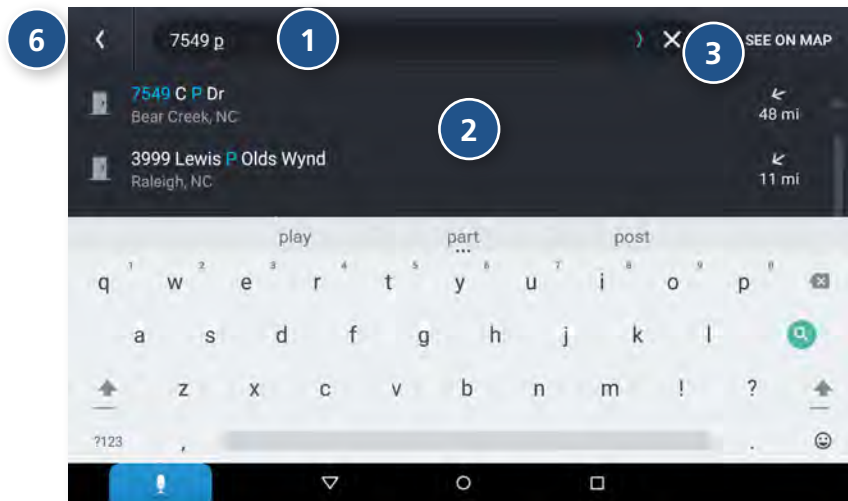 6 7549 p 1 3 SEE ON MAP
7549 C P Dr
Bear Creek, NC
48 mi
2
3999 Lewis P Olds Wynd
Raleigh, NC
11 mi
play part post
1 2 3 4 5 6 7 8 9 0
q w e r t y u i o p
a s d f g h j k l
z x c v b n m ! ?
?123 , .